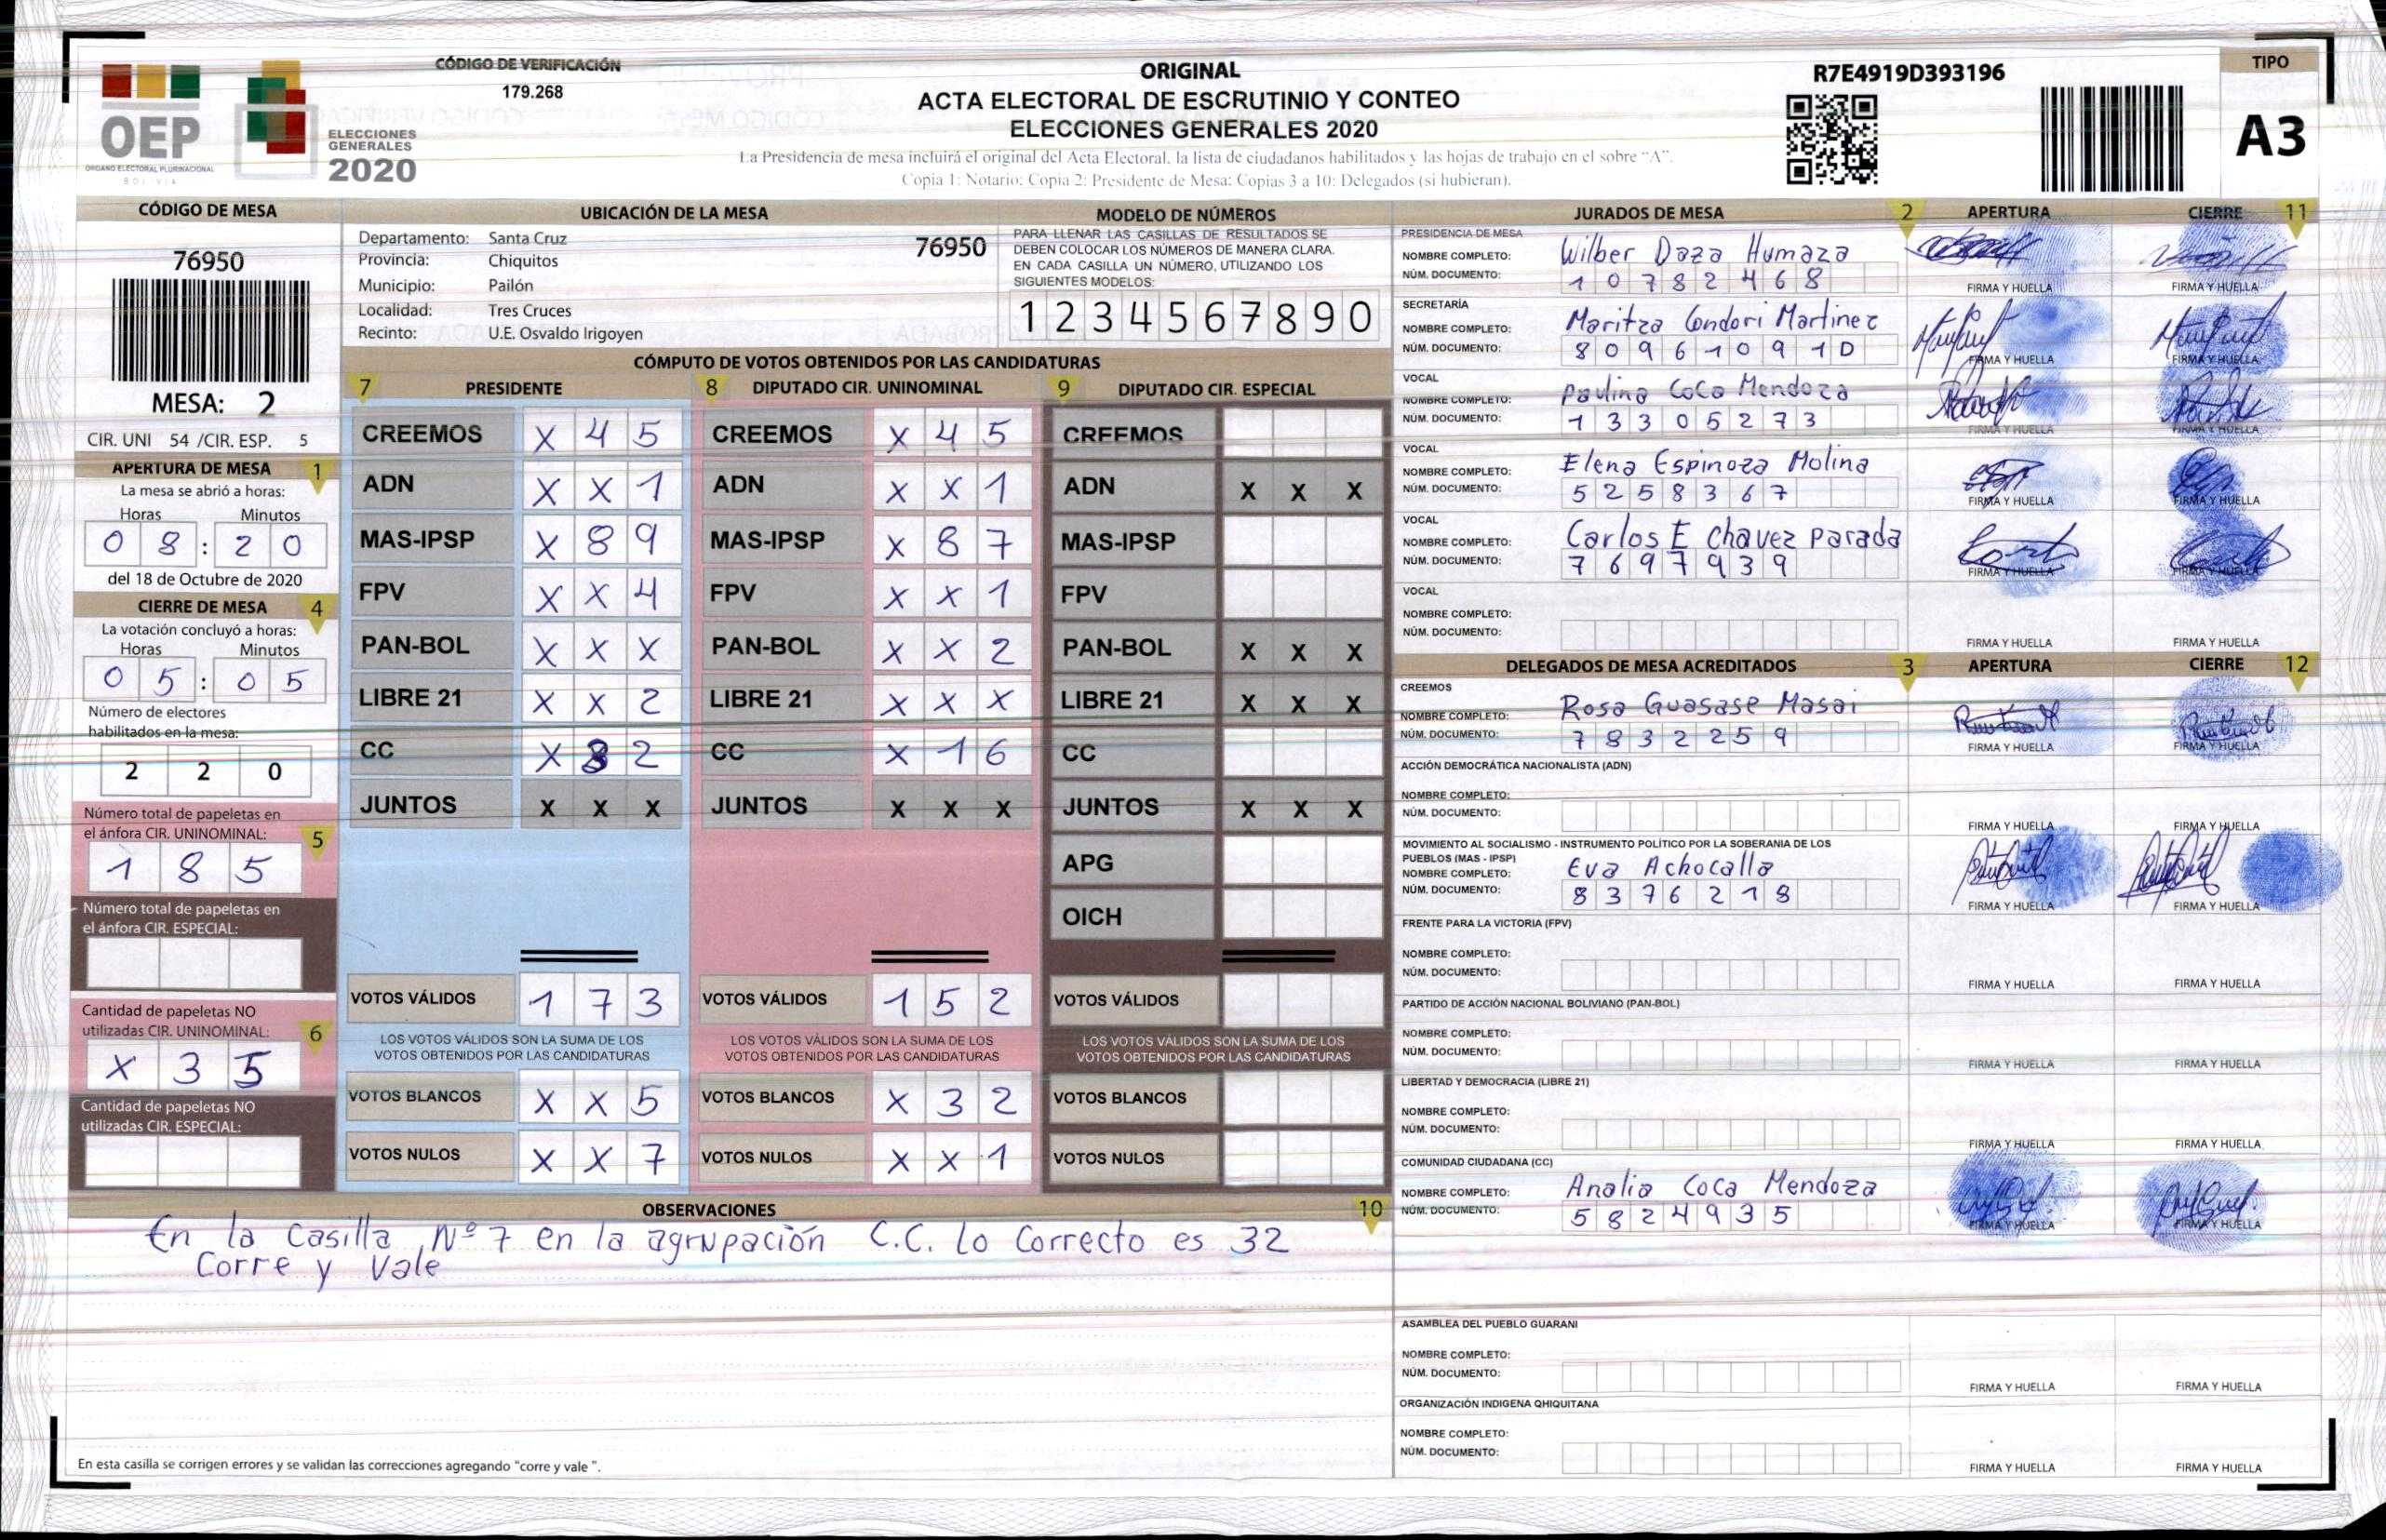 CÓDIGO DE VERIFICACIÓN
179.268
OEP
ÓRGANO ELECTORAL PLURINACIONAL
BOLIVIA
ELECCIONES
GENERALES
2020
ORIGINAL
ACTA ELECTORAL DE ESCRUTINIO Y CONTEO
ELECCIONES GENERALES 2020
La Presidencia de mesa incluirá el original del Acta Electoral, la lista de ciudadanos habilitados y las hojas de trabajo en el sobre “A”.
Copia 1: Notario; Copia 2: Presidente de Mesa; Copias 3 a 10: Delegados (si hubieran).
R7E4919D393196
TIPO
A3
CÓDIGO DE MESA
76950
MESA: 2
CIR. UNI 54 /CIR. ESP. 5
APERTURA DE MESA 1
La mesa se abrió a horas:
Horas Minutos
0 8 : 2 0
del 18 de Octubre de 2020
CIERRE DE MESA 4
La votación concluyó a horas:
Horas Minutos
0 5 : 0 5
Número de electores
habilitados en la mesa:
2 2 0
Número total de papeletas en
el ánfora CIR. UNINOMINAL: 5
1 8 5
Número total de papeletas en
el ánfora CIR. ESPECIAL:
Cantidad de papeletas NO
utilizadas CIR. UNINOMINAL: 6
X 3 5
Cantidad de papeletas NO
utilizadas CIR. ESPECIAL:
UBICACIÓN DE LA MESA
Departamento: Santa Cruz
76950
Provincia: Chiquitos
Municipio: Pailón
Localidad: Tres Cruces
Recinto: U.E. Osvaldo Irigoyen
MODELO DE NÚMEROS
PARA LLENAR LAS CASILLAS DE RESULTADOS SE
DEBEN COLOCAR LOS NÚMEROS DE MANERA CLARA.
EN CADA CASILLA UN NÚMERO, UTILIZANDO LOS
SIGUIENTES MODELOS:
1 2 3 4 5 6 7 8 9 0
CÓMPUTO DE VOTOS OBTENIDOS POR LAS CANDIDATURAS
7 PRESIDENTE
CREEMOS X 4 5
ADN X X 1
MAS-IPSP X 8 9
FPV X X 4
PAN-BOL X X X
LIBRE 21 X X 2
CC X 3 2
JUNTOS X X X
VOTOS VÁLIDOS 1 7 3
LOS VOTOS VÁLIDOS SON LA SUMA DE LOS
VOTOS OBTENIDOS POR LAS CANDIDATURAS
VOTOS BLANCOS X X 5
VOTOS NULOS X X 7
8 DIPUTADO CIR. UNINOMINAL
CREEMOS X 4 5
ADN X X 1
MAS-IPSP X 8 7
FPV X X 1
PAN-BOL X X 2
LIBRE 21 X X X
CC X 1 6
JUNTOS X X X
VOTOS VÁLIDOS 1 5 2
LOS VOTOS VÁLIDOS SON LA SUMA DE LOS
VOTOS OBTENIDOS POR LAS CANDIDATURAS
VOTOS BLANCOS X 3 2
VOTOS NULOS X X 1
9 DIPUTADO CIR. ESPECIAL
CREEMOS
ADN X X X
MAS-IPSP
FPV
PAN-BOL X X X
LIBRE 21 X X X
CC
JUNTOS X X X
APG
OICH
VOTOS VÁLIDOS
LOS VOTOS VÁLIDOS SON LA SUMA DE LOS
VOTOS OBTENIDOS POR LAS CANDIDATURAS
VOTOS BLANCOS
VOTOS NULOS
OBSERVACIONES 10
En la Casilla Nº 7 en la agrupación C.C. lo Correcto es 32
Corre y Vale
En esta casilla se corrigen errores y se validan las correcciones agregando “corre y vale ”.
JURADOS DE MESA 2 APERTURA CIERRE 11
PRESIDENCIA DE MESA
NOMBRE COMPLETO: Wilber Daza Humaza
NÚM. DOCUMENTO: 1 0 7 8 2 4 6 8
FIRMA Y HUELLA FIRMA Y HUELLA
SECRETARÍA
NOMBRE COMPLETO: Maritza Condori Martinez
NÚM. DOCUMENTO: 8 0 9 6 1 0 9 1 D
FIRMA Y HUELLA FIRMA Y HUELLA
VOCAL
NOMBRE COMPLETO: Paulina Coca Mendoza
NÚM. DOCUMENTO: 1 3 3 0 5 2 7 3
FIRMA Y HUELLA FIRMA Y HUELLA
VOCAL
NOMBRE COMPLETO: Elena Espinoza Molina
NÚM. DOCUMENTO: 5 2 5 8 3 6 7
FIRMA Y HUELLA FIRMA Y HUELLA
VOCAL
NOMBRE COMPLETO: Carlos E Chavez Parada
NÚM. DOCUMENTO: 7 6 9 7 9 3 9
FIRMA Y HUELLA FIRMA Y HUELLA
VOCAL
NOMBRE COMPLETO:
NÚM. DOCUMENTO:
FIRMA Y HUELLA FIRMA Y HUELLA
DELEGADOS DE MESA ACREDITADOS 3 APERTURA CIERRE 12
CREEMOS
NOMBRE COMPLETO: Rosa Guasase Masai
NÚM. DOCUMENTO: 7 8 3 2 2 5 9
FIRMA Y HUELLA FIRMA Y HUELLA
ACCIÓN DEMOCRÁTICA NACIONALISTA (ADN)
NOMBRE COMPLETO:
NÚM. DOCUMENTO:
FIRMA Y HUELLA FIRMA Y HUELLA
MOVIMIENTO AL SOCIALISMO - INSTRUMENTO POLÍTICO POR LA SOBERANIA DE LOS
PUEBLOS (MAS - IPSP)
NOMBRE COMPLETO: Eva Achocalla
NÚM. DOCUMENTO: 8 3 7 6 2 1 8
FIRMA Y HUELLA FIRMA Y HUELLA
FRENTE PARA LA VICTORIA (FPV)
NOMBRE COMPLETO:
NÚM. DOCUMENTO:
FIRMA Y HUELLA FIRMA Y HUELLA
PARTIDO DE ACCIÓN NACIONAL BOLIVIANO (PAN-BOL)
NOMBRE COMPLETO:
NÚM. DOCUMENTO:
FIRMA Y HUELLA FIRMA Y HUELLA
LIBERTAD Y DEMOCRACIA (LIBRE 21)
NOMBRE COMPLETO:
NÚM. DOCUMENTO:
FIRMA Y HUELLA FIRMA Y HUELLA
COMUNIDAD CIUDADANA (CC)
NOMBRE COMPLETO: Analia Coca Mendoza
NÚM. DOCUMENTO: 5 8 2 4 9 3 5
FIRMA Y HUELLA FIRMA Y HUELLA
ASAMBLEA DEL PUEBLO GUARANI
NOMBRE COMPLETO:
NÚM. DOCUMENTO:
FIRMA Y HUELLA FIRMA Y HUELLA
ORGANIZACIÓN INDIGENA QHIQUITANA
NOMBRE COMPLETO:
NÚM. DOCUMENTO:
FIRMA Y HUELLA FIRMA Y HUELLA